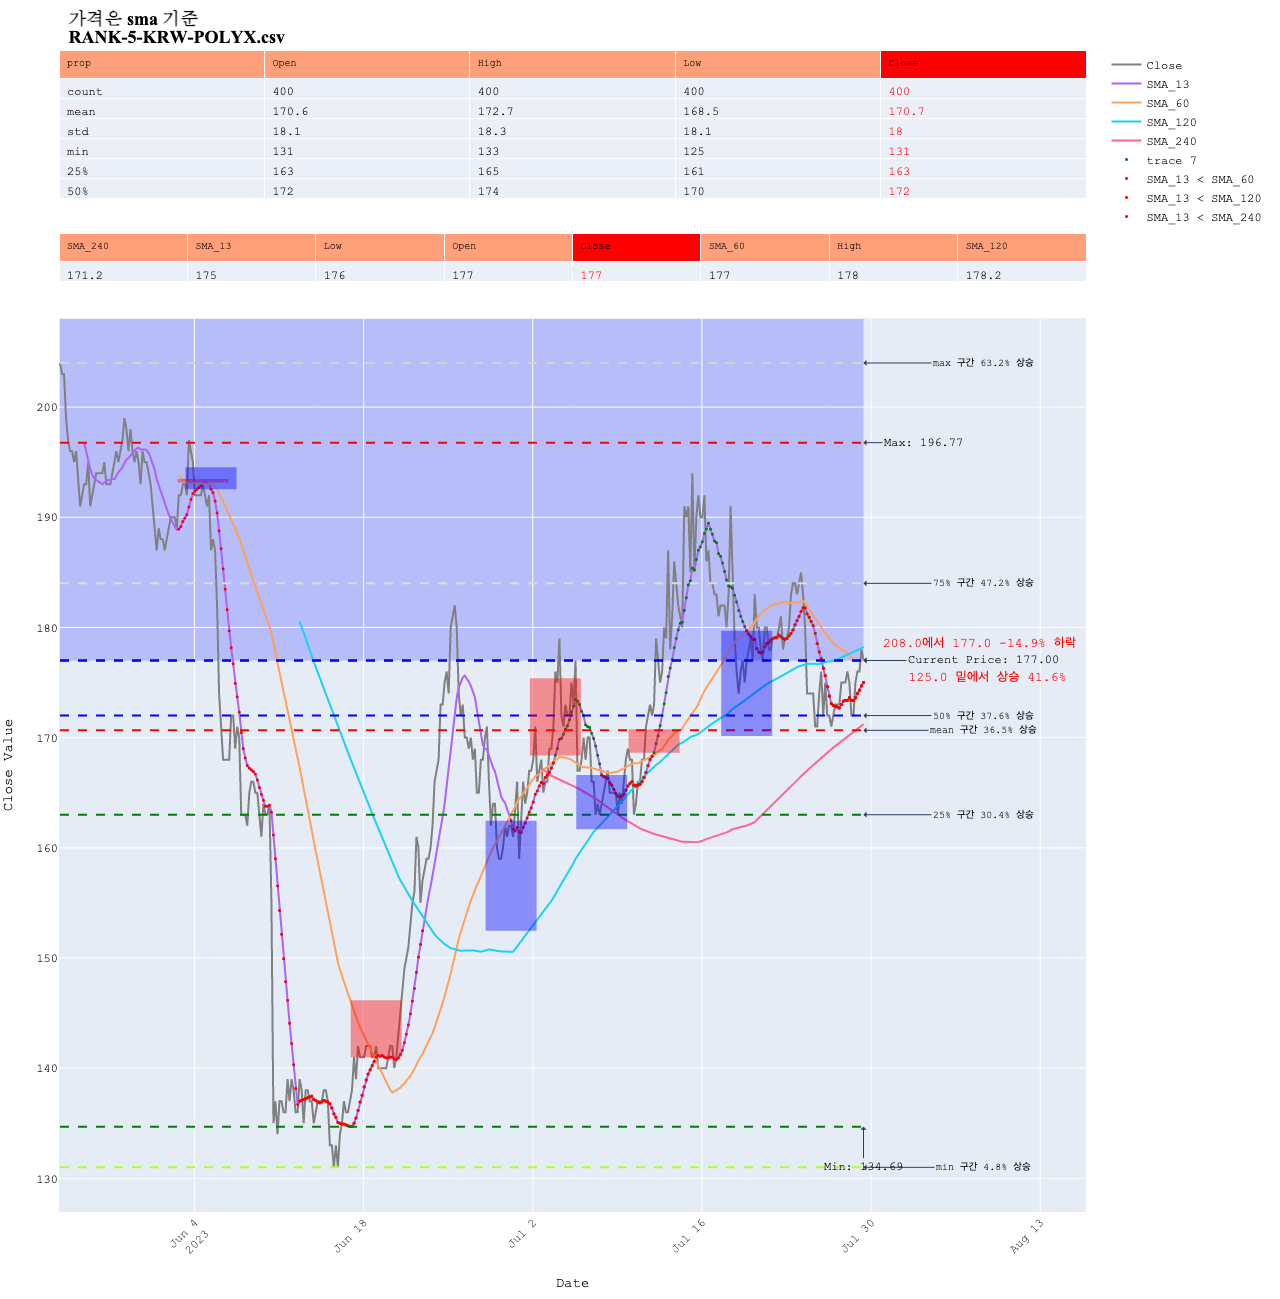 가격은 sma 기준
RANK-5-KRW-POLYX.csv
prop Open High Low Close
count 400 400 400 400
mean 170.6 172.7 168.5 170.7
std 18.1 18.3 18.1 18
min 131 133 125 131
25% 163 165 161 163
50% 172 174 170 172
SMA_240 SMA_13 Low Open Close SMA_60 High SMA_120
171.2 175 176 177 177 177 178 178.2
Close
SMA_13
SMA_60
SMA_120
SMA_240
trace 7
SMA_13 < SMA_60
SMA_13 < SMA_120
SMA_13 < SMA_240
max 구간 63.2% 상승
200
Max: 196.77
190
75% 구간 47.2% 상승
180
208.0에서 177.0 -14.9% 하락
Current Price: 177.00
125.0 밑에서 상승 41.6%
50% 구간 37.6% 상승
mean 구간 36.5% 상승
170
25% 구간 30.4% 상승
160
150
140
Min: 134.69
min 구간 4.8% 상승
130
Close Value
Jun 4
2023
Jun 18
Jul 2
Jul 16
Jul 30
Aug 13
Date